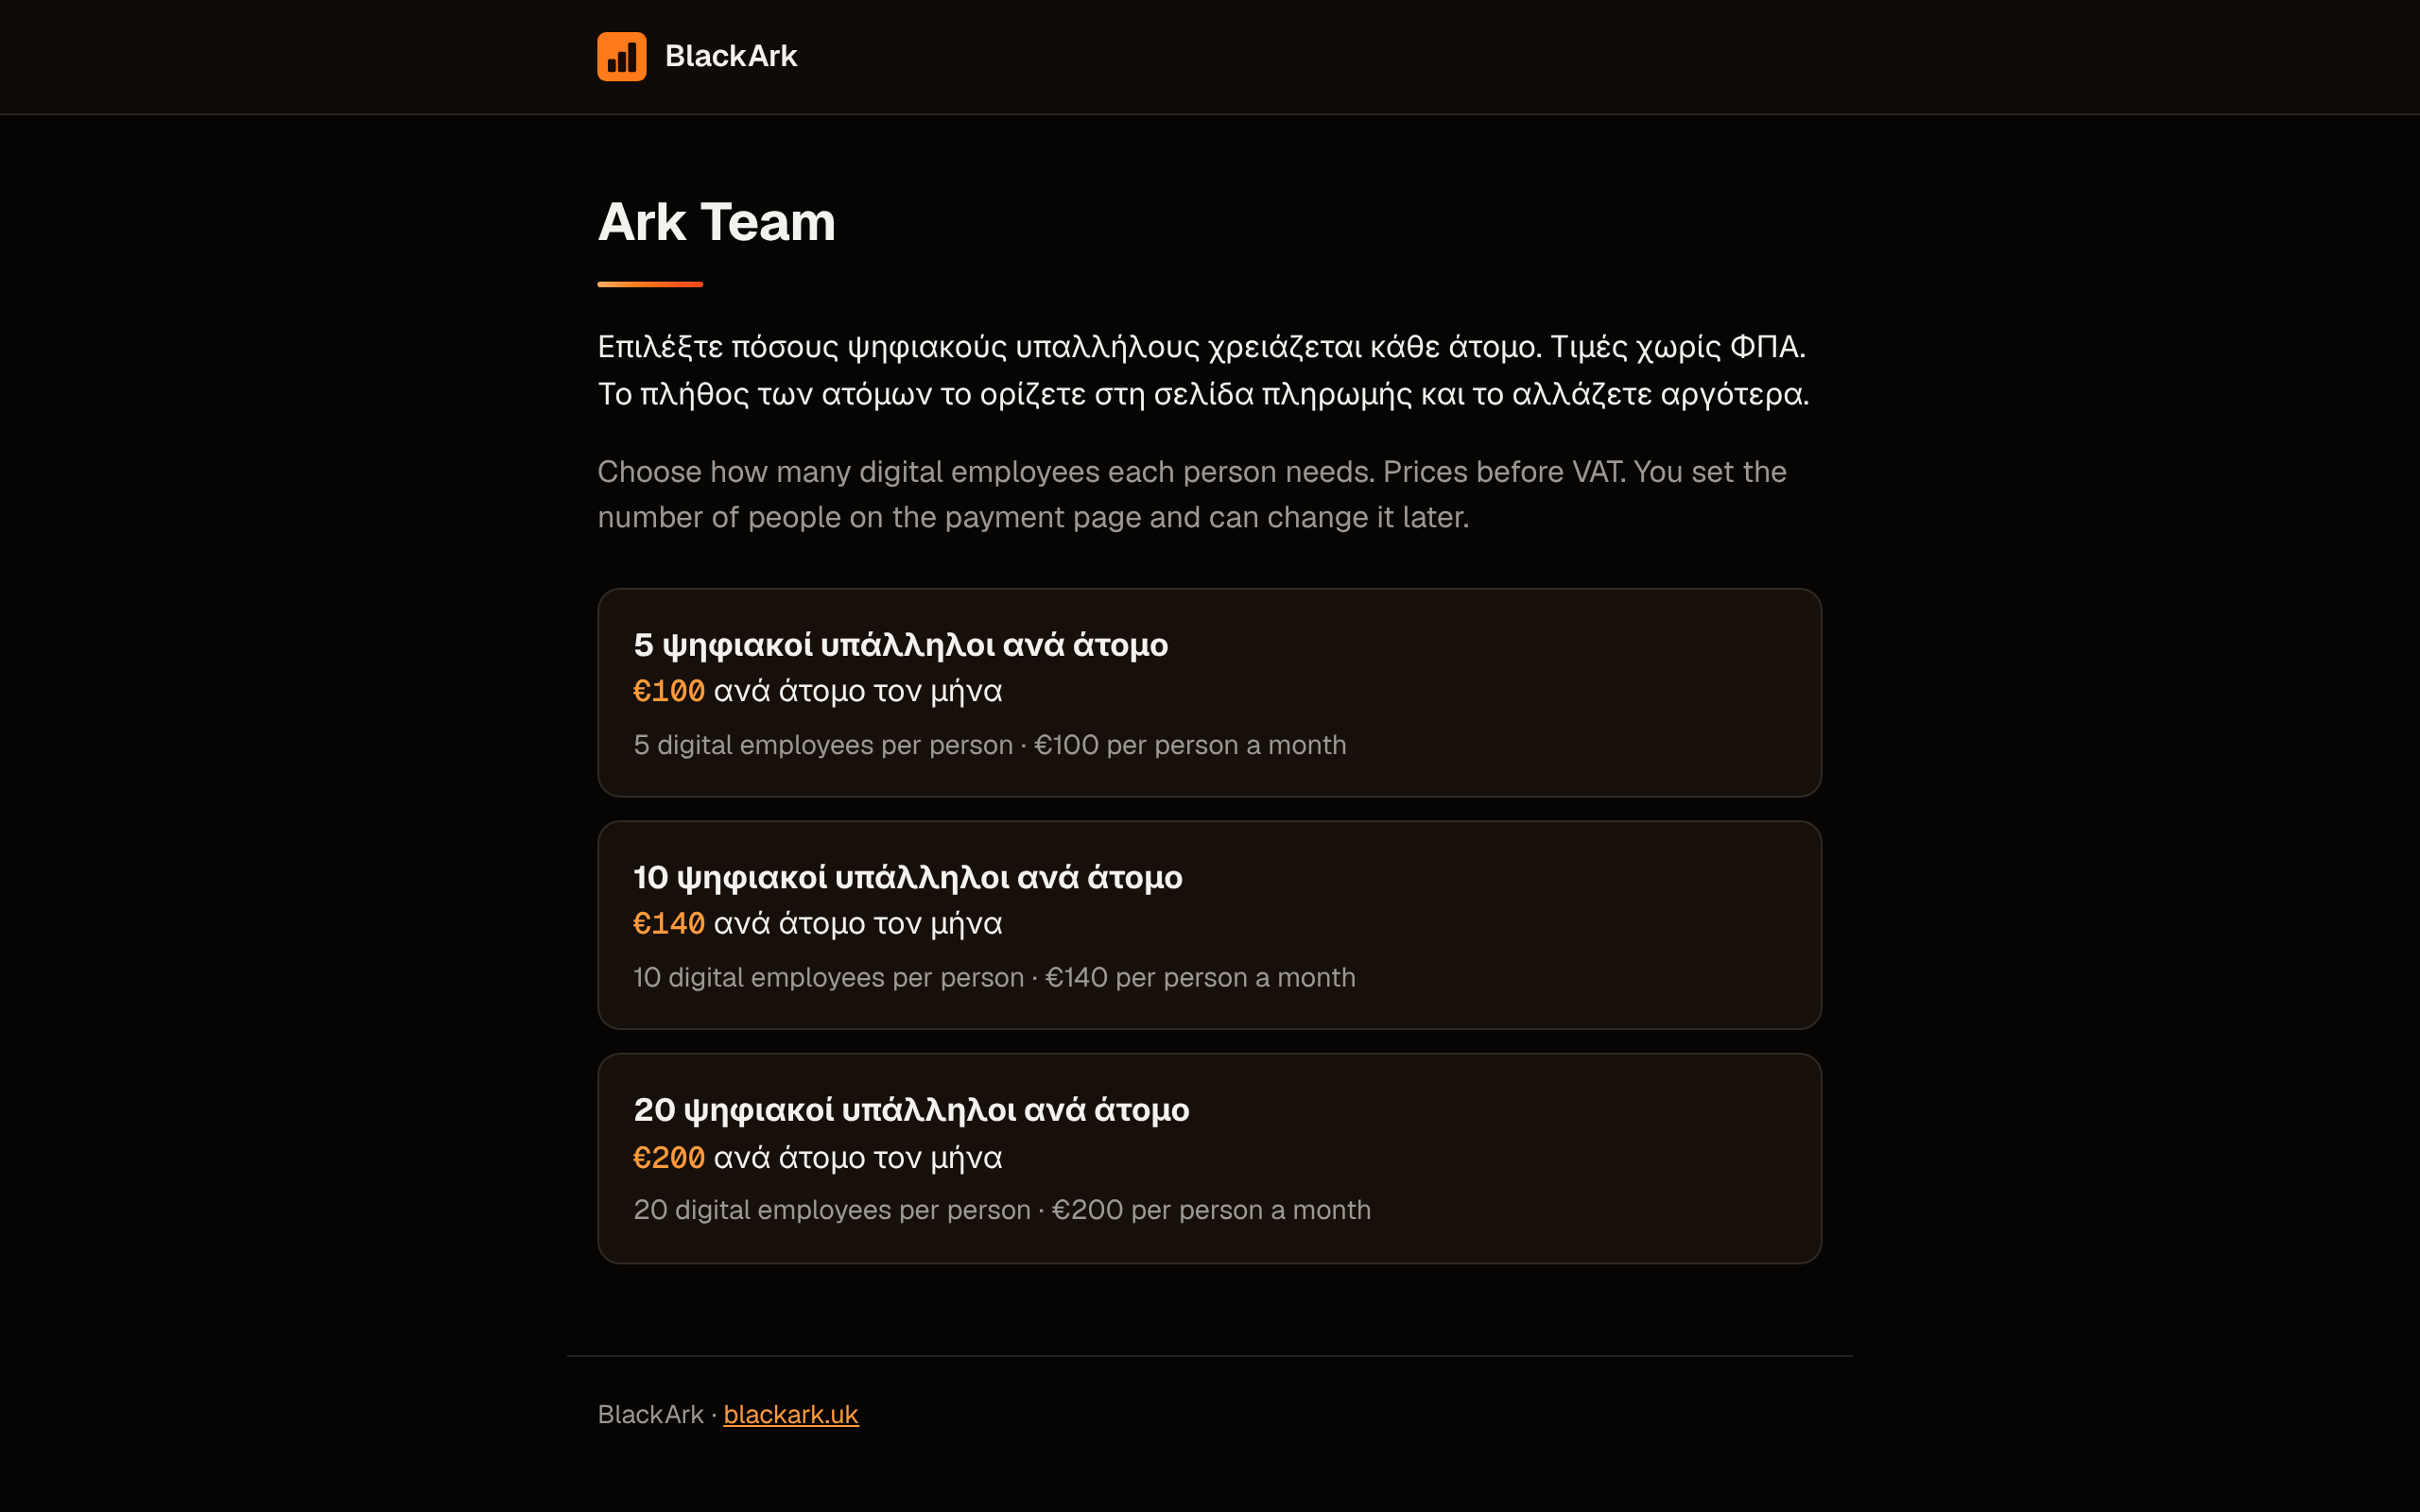 BlackArk
Ark Team
Επιλέξτε πόσους ψηφιακούς υπαλλήλους χρειάζεται κάθε άτομο. Τιμές χωρίς ΦΠΑ.
Το πλήθος των ατόμων το ορίζετε στη σελίδα πληρωμής και το αλλάζετε αργότερα.
Choose how many digital employees each person needs. Prices before VAT. You set the
number of people on the payment page and can change it later.
5 ψηφιακοί υπάλληλοι ανά άτομο
€100 ανά άτομο τον μήνα
5 digital employees per person · €100 per person a month
10 ψηφιακοί υπάλληλοι ανά άτομο
€140 ανά άτομο τον μήνα
10 digital employees per person · €140 per person a month
20 ψηφιακοί υπάλληλοι ανά άτομο
€200 ανά άτομο τον μήνα
20 digital employees per person · €200 per person a month
BlackArk · blackark.uk